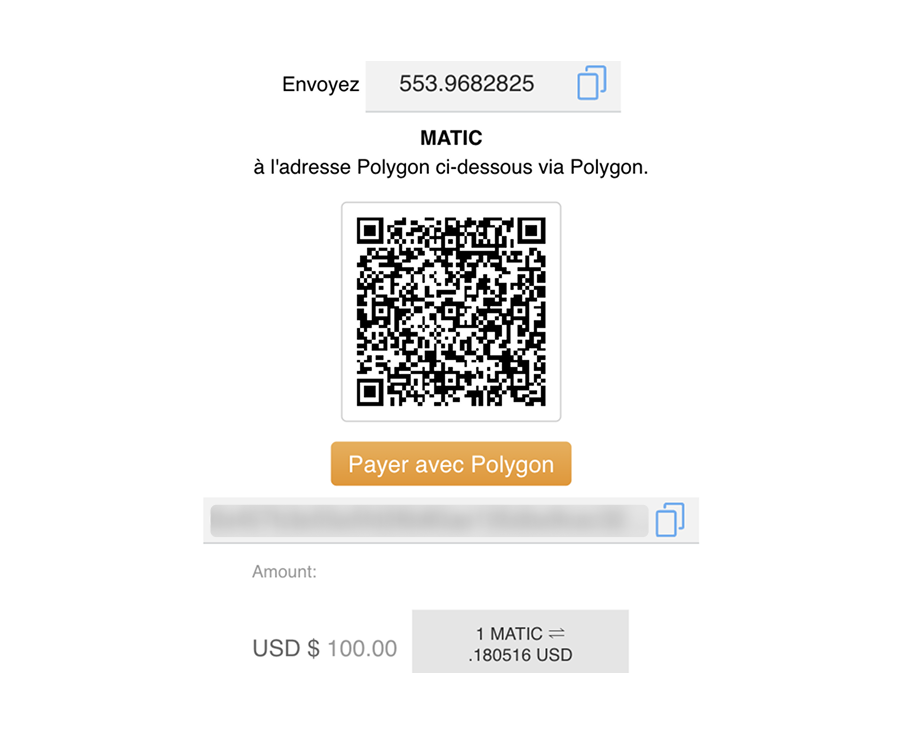 Envoyez 553.9682825
MATIC
à l'adresse Polygon ci-dessous via Polygon.
Payer avec Polygon
Amount:
USD $ 100.00
1 MATIC ⇌
.180516 USD